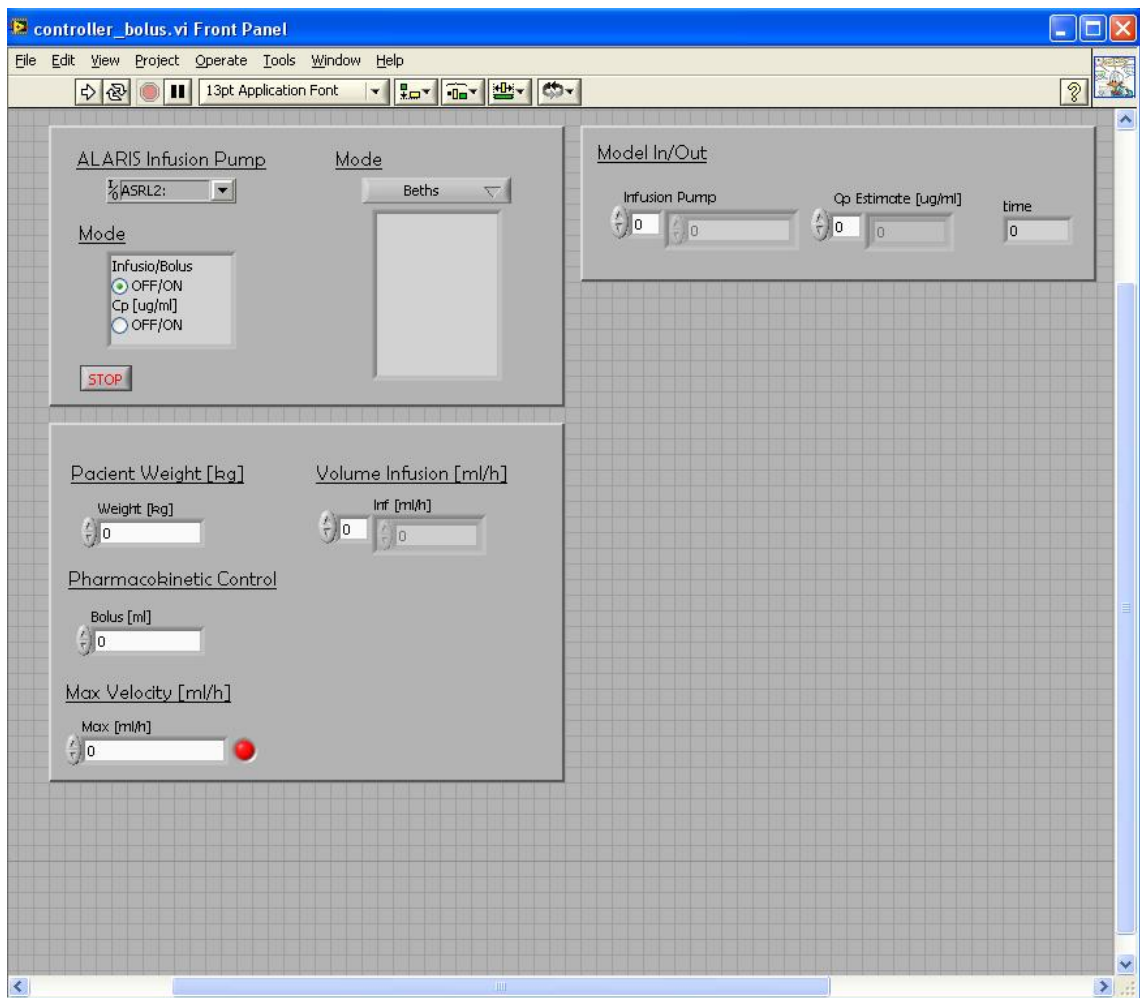 controller_bolus.vi Front Panel
File Edit View Project Operate Tools Window Help
13pt Application Font
ALARIS Infusion Pump
ASRL2:
Mode
Infusio/Bolus
OFF/ON
Cp [ug/ml]
OFF/ON
STOP
Mode
Beths
Model In/Out
Infusion Pump
0 0
Cp Estimate [ug/ml]
0 0
time
0
Pacient Weight [kg]
Weight [kg]
0
Volume Infusion [ml/h]
Inf [ml/h]
0 0
Pharmacokinetic Control
Bolus [ml]
0
Max Velocity [ml/h]
Max [ml/h]
0